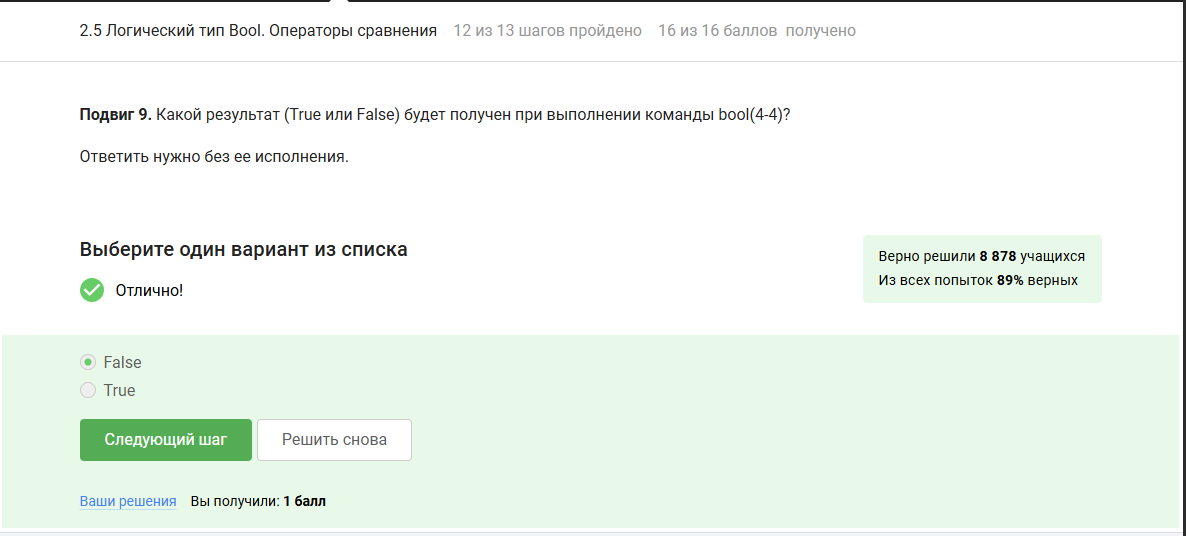 2.5 Логический тип Bool. Операторы сравнения 12 из 13 шагов пройдено 16 из 16 баллов получено
Подвиг 9. Какой результат (True или False) будет получен при выполнении команды bool(4-4)?
Ответить нужно без ее исполнения.
Выберите один вариант из списка
Отлично!
Верно решили 8 878 учащихся
Из всех попыток 89% верных
False
True
Следующий шаг Решить снова
Ваши решения Вы получили: 1 балл